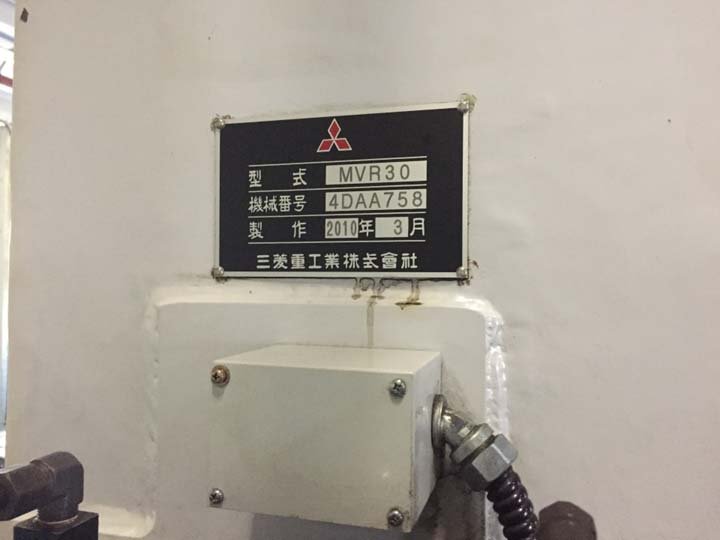 型式 MVR30
機械番号 4DAA758
製作 2010年 3月
三菱重工業株式會社